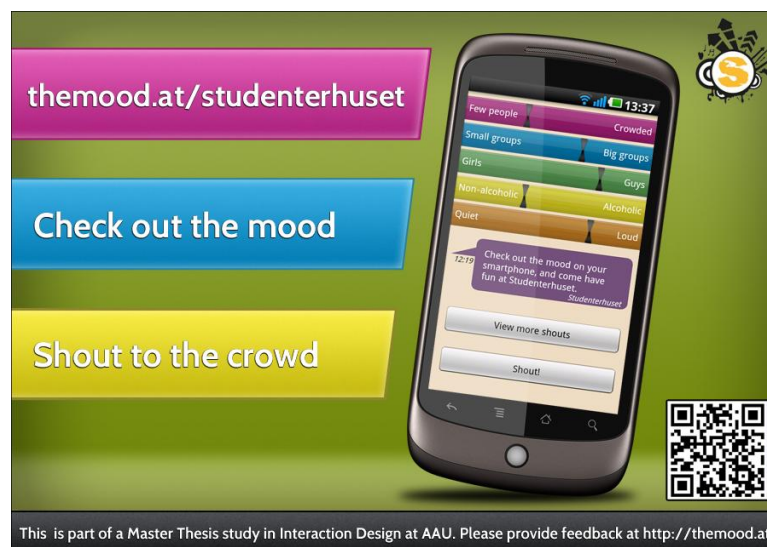 themood.at/studenterhuset
Check out the mood
Shout to the crowd
S
13:37
Few people Crowded
Small groups Big groups
Girls Guys
Non-alcoholic Alcoholic
Quiet Loud
12:19
Check out the mood on your
smartphone, and come have
fun at Studenterhuset.
Studenterhuset
View more shouts
Shout!
This is part of a Master Thesis study in Interaction Design at AAU. Please provide feedback at http://themood.at